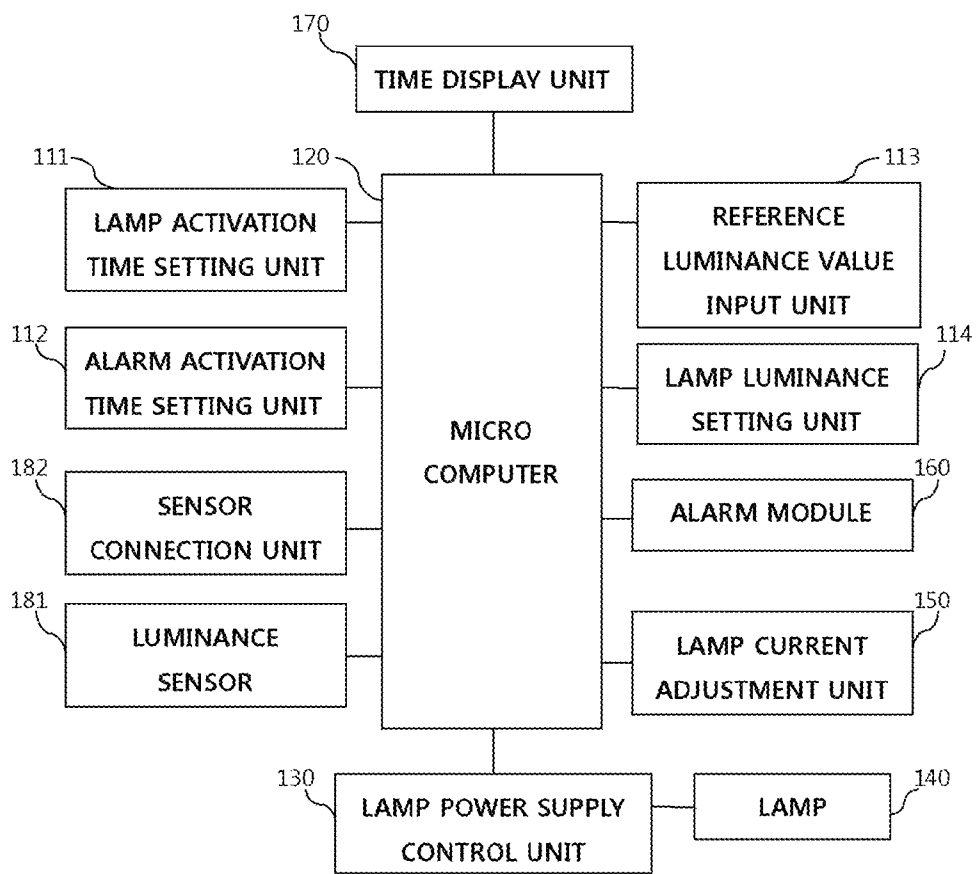 170
TIME DISPLAY UNIT
111
120
113
LAMP ACTIVATION
TIME SETTING UNIT
REFERENCE
LUMINANCE VALUE
INPUT UNIT
112
ALARM ACTIVATION
TIME SETTING UNIT
114
LAMP LUMINANCE
SETTING UNIT
MICRO
COMPUTER
182
SENSOR
CONNECTION UNIT
160
ALARM MODULE
181
LUMINANCE
SENSOR
150
LAMP CURRENT
ADJUSTMENT UNIT
130
LAMP POWER SUPPLY
CONTROL UNIT
LAMP
140